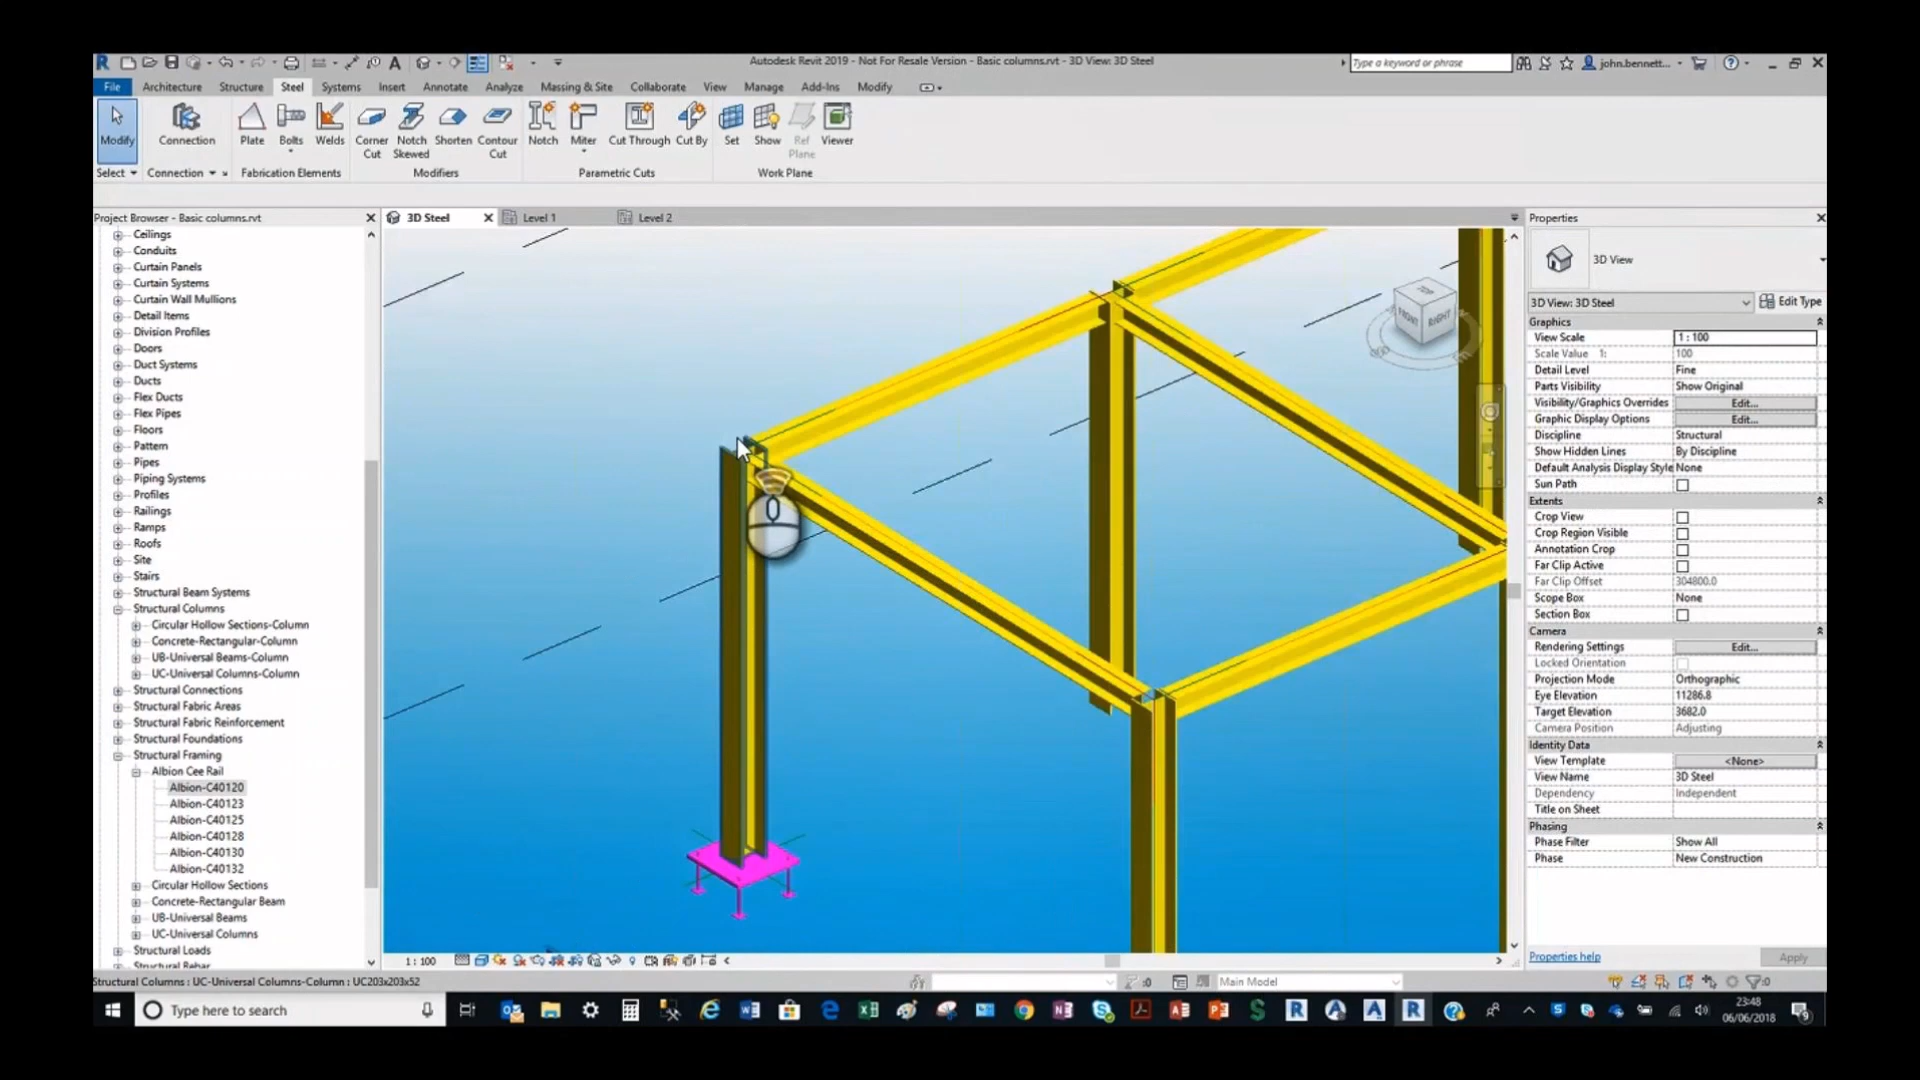 Autodesk Revit 2019 - Not For Resale Version - Basic columns.rvt - 3D View: 3D Steel
Type a keyword or phrase
john.bennett...
File Architecture Structure Steel Systems Insert Annotate Analyze Massing & Site Collaborate View Manage Add-Ins Modify
Modify
Connection
Plate
Bolts
Welds
Corner Cut
Notch Skewed
Shorten
Contour Cut
Notch
Miter
Cut Through
Cut By
Set
Show
Ref Plane
Viewer
Select
Connection
Fabrication Elements
Modifiers
Parametric Cuts
Work Plane
Project Browser - Basic columns.rvt
Ceilings
Conduits
Curtain Panels
Curtain Systems
Curtain Wall Mullions
Detail Items
Division Profiles
Doors
Duct Systems
Ducts
Flex Ducts
Flex Pipes
Floors
Pattern
Pipes
Piping Systems
Profiles
Railings
Ramps
Roofs
Site
Stairs
Structural Beam Systems
Structural Columns
Circular Hollow Sections-Column
Concrete-Rectangular-Column
UB-Universal Beams-Column
UC-Universal Columns-Column
Structural Connections
Structural Fabric Areas
Structural Fabric Reinforcement
Structural Foundations
Structural Framing
Albion Cee Rail
Albion-C40120
Albion-C40123
Albion-C40125
Albion-C40128
Albion-C40130
Albion-C40132
Circular Hollow Sections
Concrete-Rectangular Beam
UB-Universal Beams
UC-Universal Columns
Structural Loads
Structural Rebar
3D Steel
Level 1
Level 2
TOP
FRONT
RIGHT
1 : 100
Properties
3D View
3D View: 3D Steel
Edit Type
Graphics
View Scale 1 : 100
Scale Value 1: 100
Detail Level Fine
Parts Visibility Show Original
Visibility/Graphics Overrides Edit...
Graphic Display Options Edit...
Discipline Structural
Show Hidden Lines By Discipline
Default Analysis Display Style None
Sun Path
Extents
Crop View
Crop Region Visible
Annotation Crop
Far Clip Active
Far Clip Offset 304800.0
Scope Box None
Section Box
Camera
Rendering Settings Edit...
Locked Orientation
Projection Mode Orthographic
Eye Elevation 11286.8
Target Elevation 3682.0
Camera Position Adjusting
Identity Data
View Template <None>
View Name 3D Steel
Dependency Independent
Title on Sheet
Phasing
Phase Filter Show All
Phase New Construction
Properties help
Apply
Structural Columns : UC-Universal Columns-Column : UC203x203x52
:0
Main Model
:0
Type here to search
23:48
06/06/2018